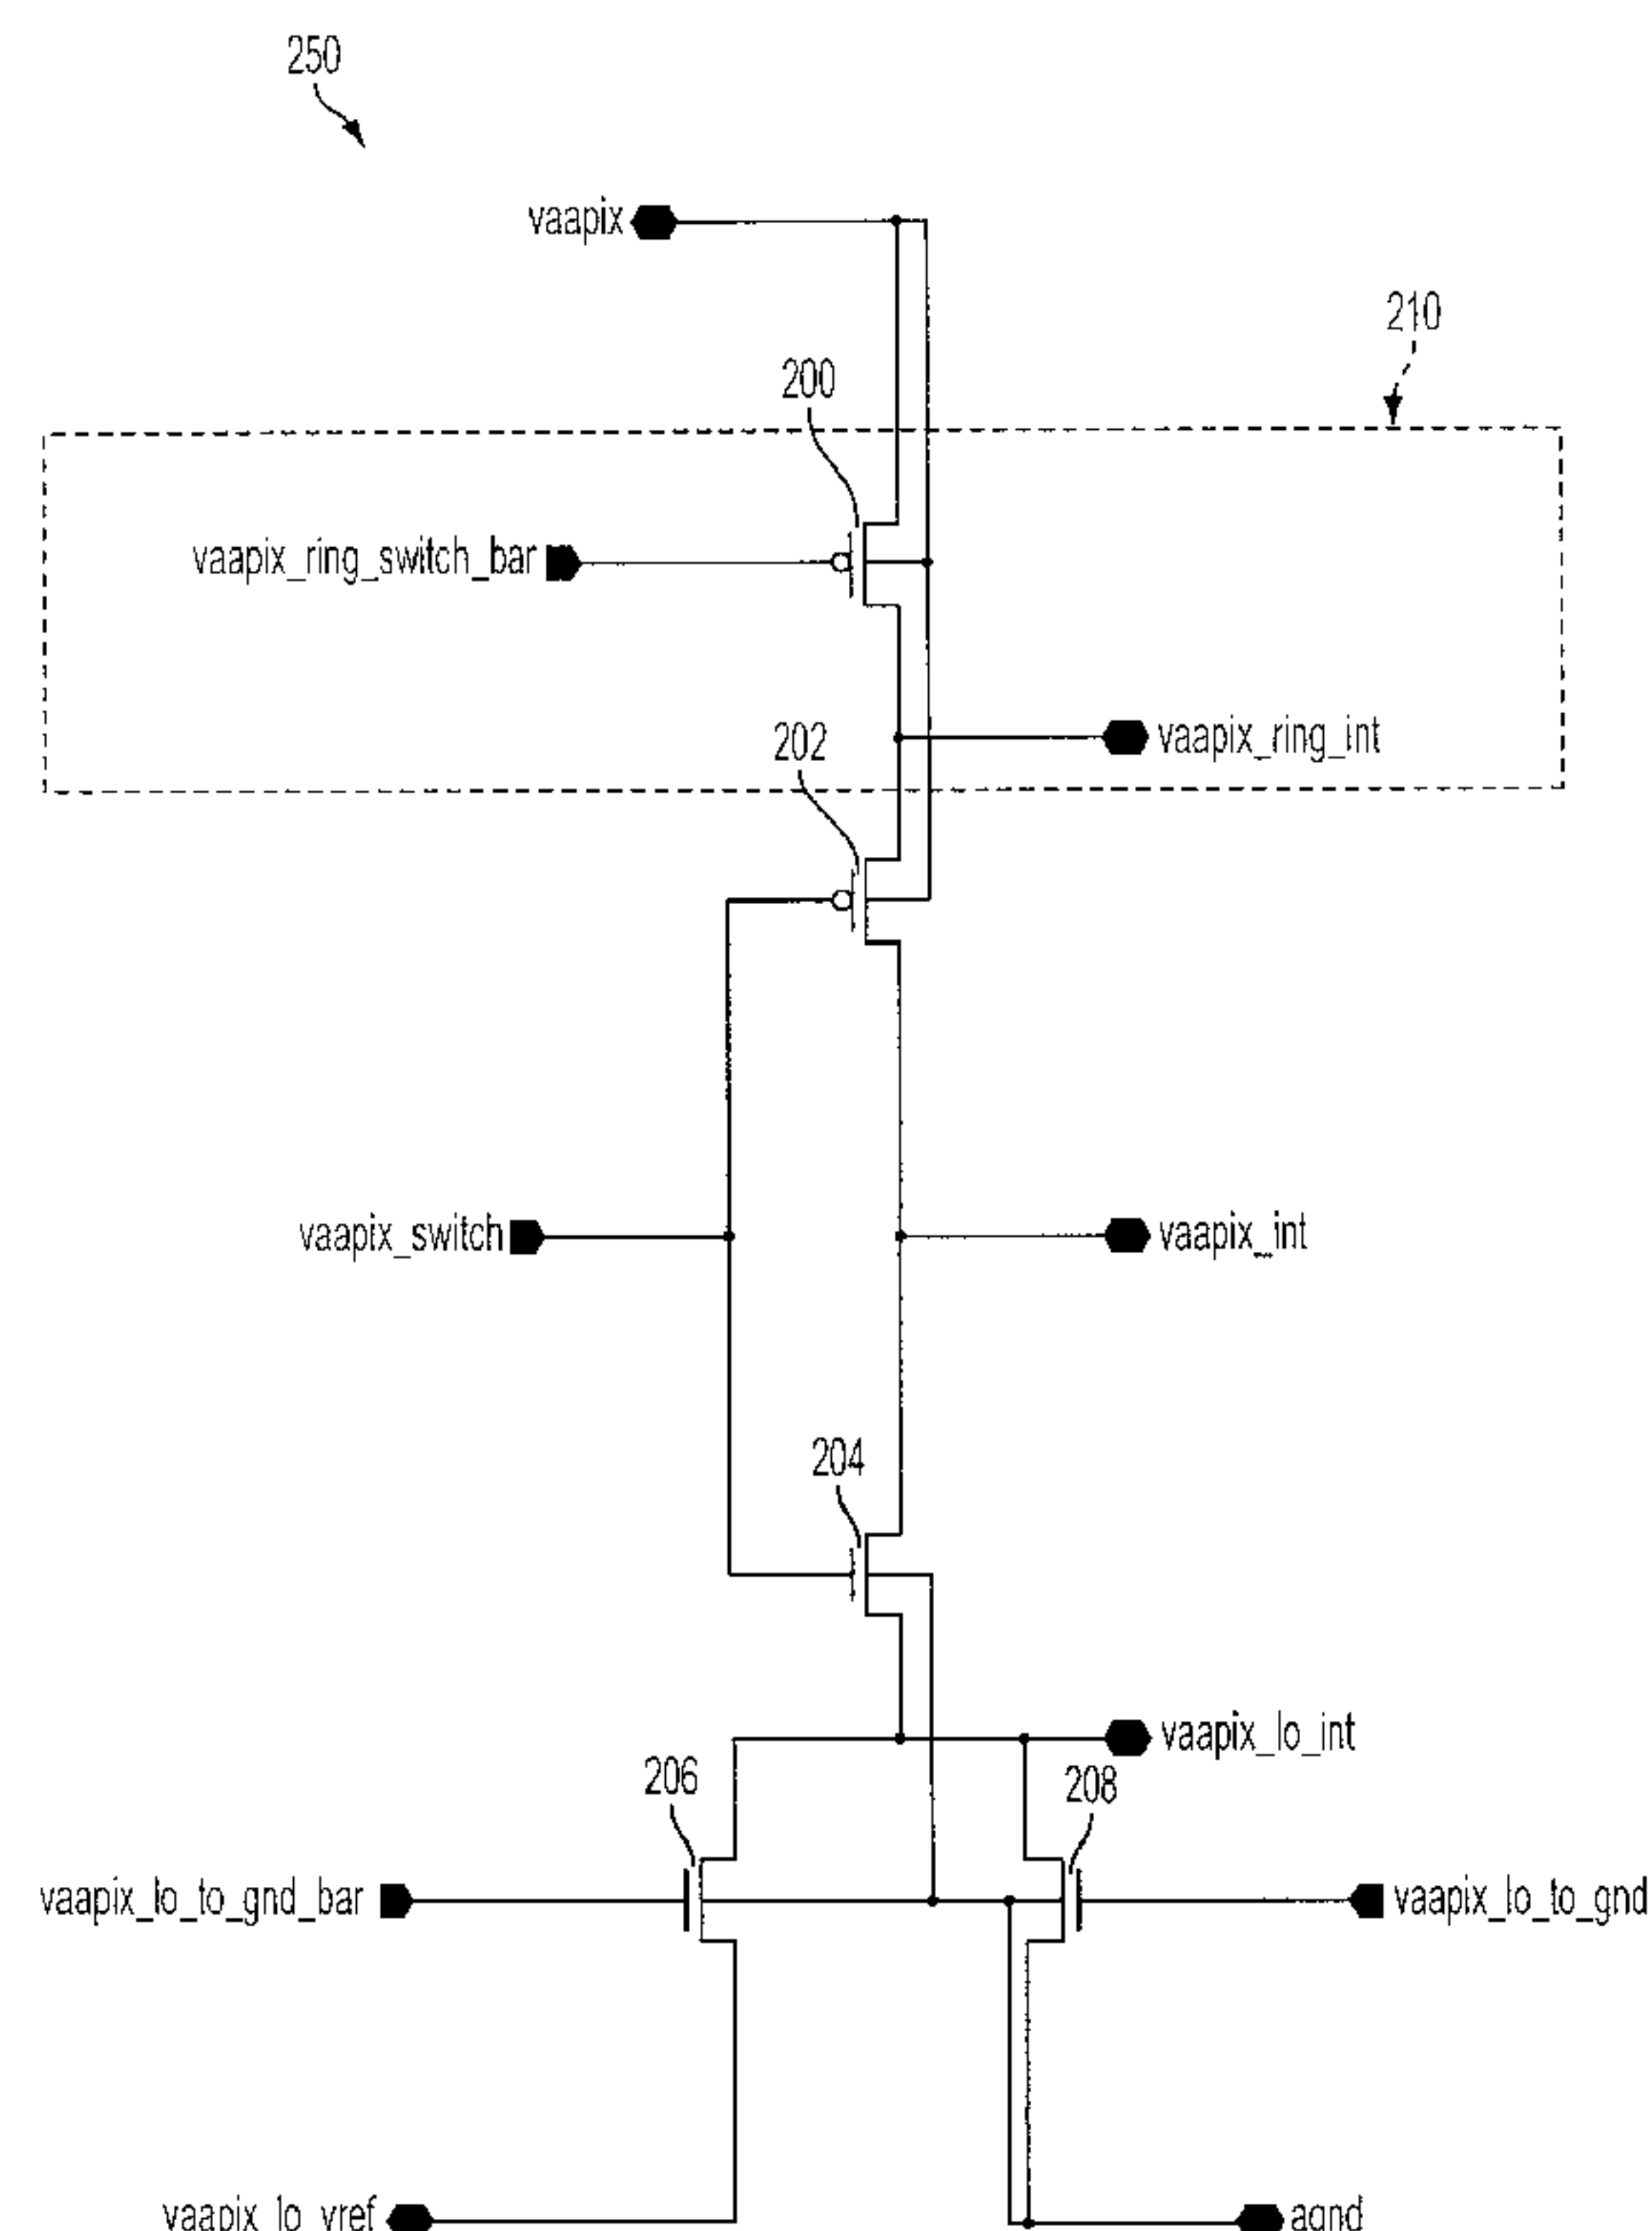 250
vaapix
210
200
vaapix_ring_switch_bar
202
vaapix_ring_int
vaapix_switch
vaapix_int
204
vaapix_lo_int
206
208
vaapix_lo_to_gnd_bar
vaapix_lo_to_gnd
vaapix_lo_vref
agnd